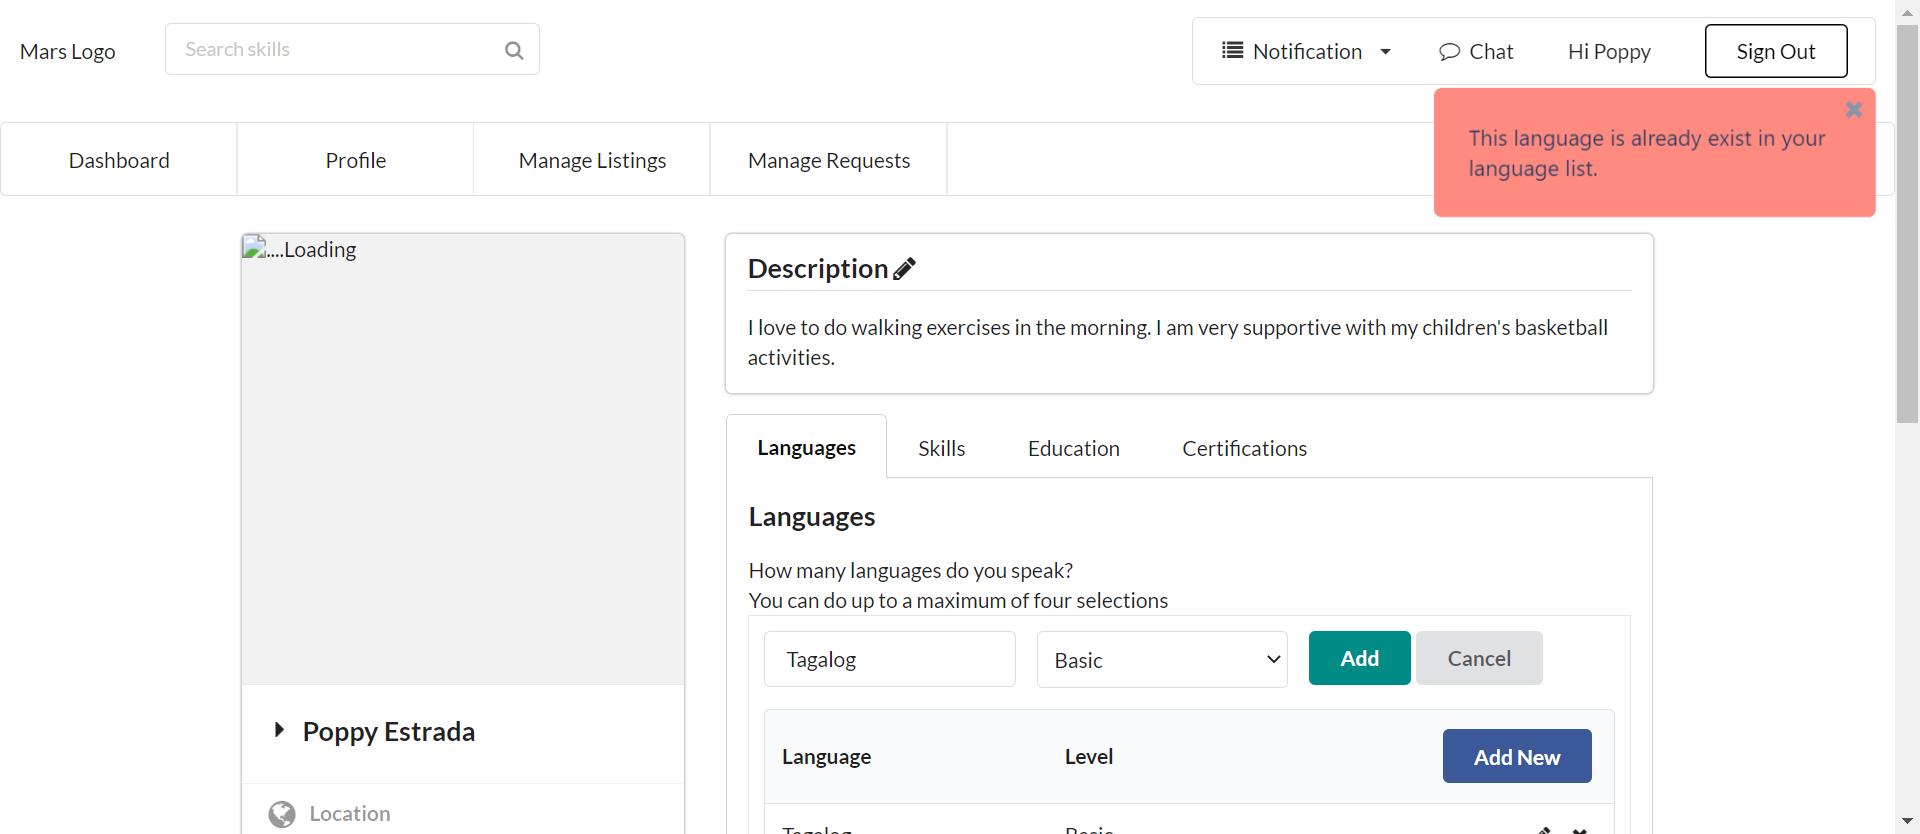 Mars Logo
Search skills
Notification
Chat
Hi Poppy
Sign Out
This language is already exist in your
language list.
Dashboard
Profile
Manage Listings
Manage Requests
....Loading
Description
I love to do walking exercises in the morning. I am very supportive with my children's basketball
activities.
Languages
Skills
Education
Certifications
Languages
How many languages do you speak?
You can do up to a maximum of four selections
Tagalog
Basic
Add
Cancel
Poppy Estrada
Language
Level
Add New
Location
Tagalog
Basic